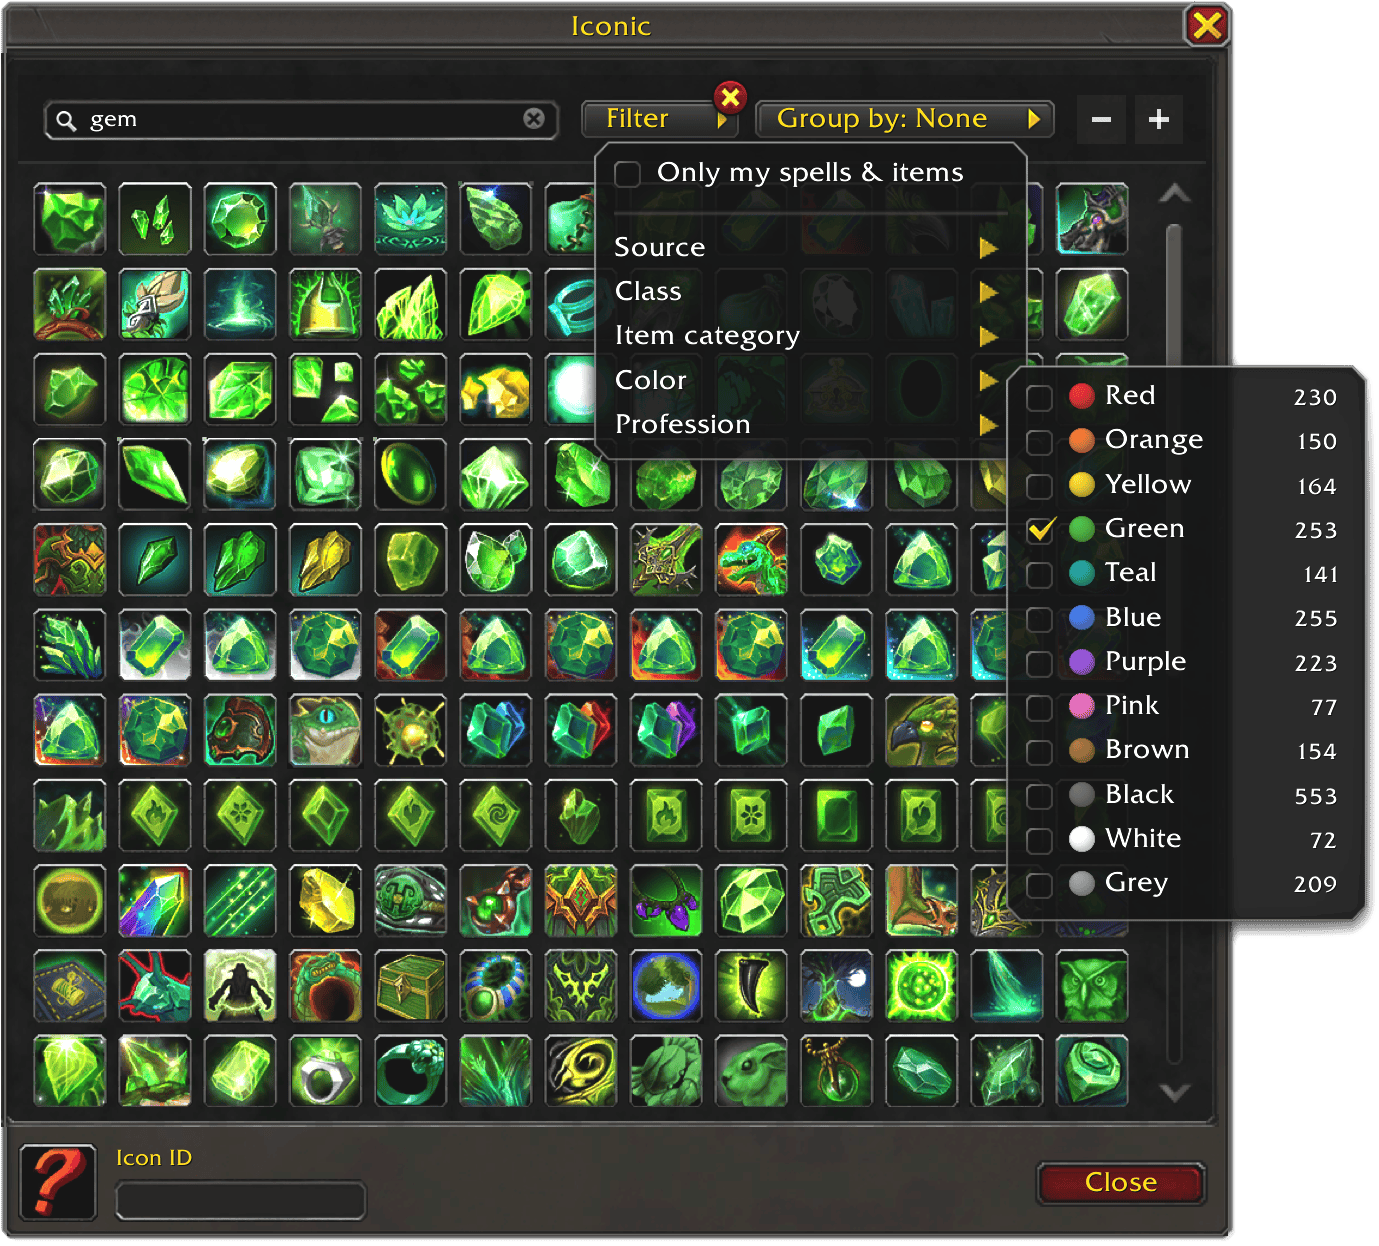 Iconic
gem
Filter
Group by: None
Only my spells & items
Source
Class
Item category
Color
Profession
Red 230
Orange 150
Yellow 164
Green 253
Teal 141
Blue 255
Purple 223
Pink 77
Brown 154
Black 553
White 72
Grey 209
Icon ID
Close